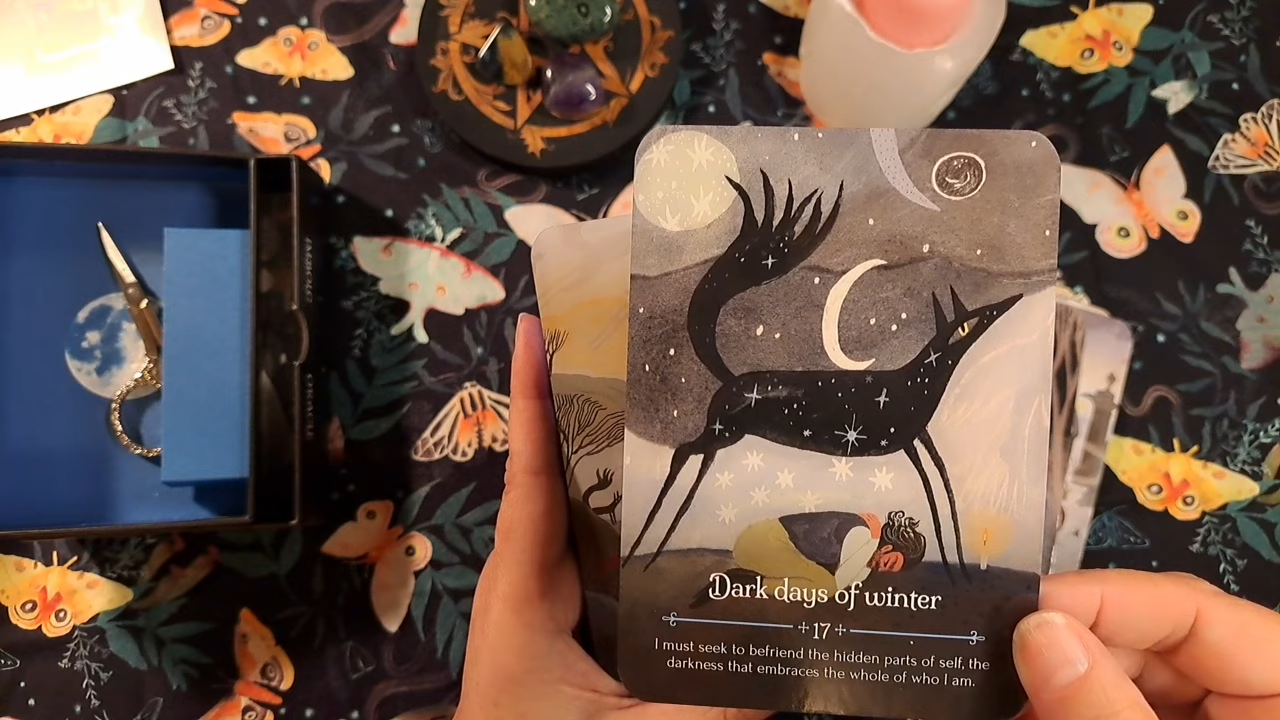 Dark days of winter
17
I must seek to befriend the hidden parts of self, the
darkness that embraces the whole of who I am.